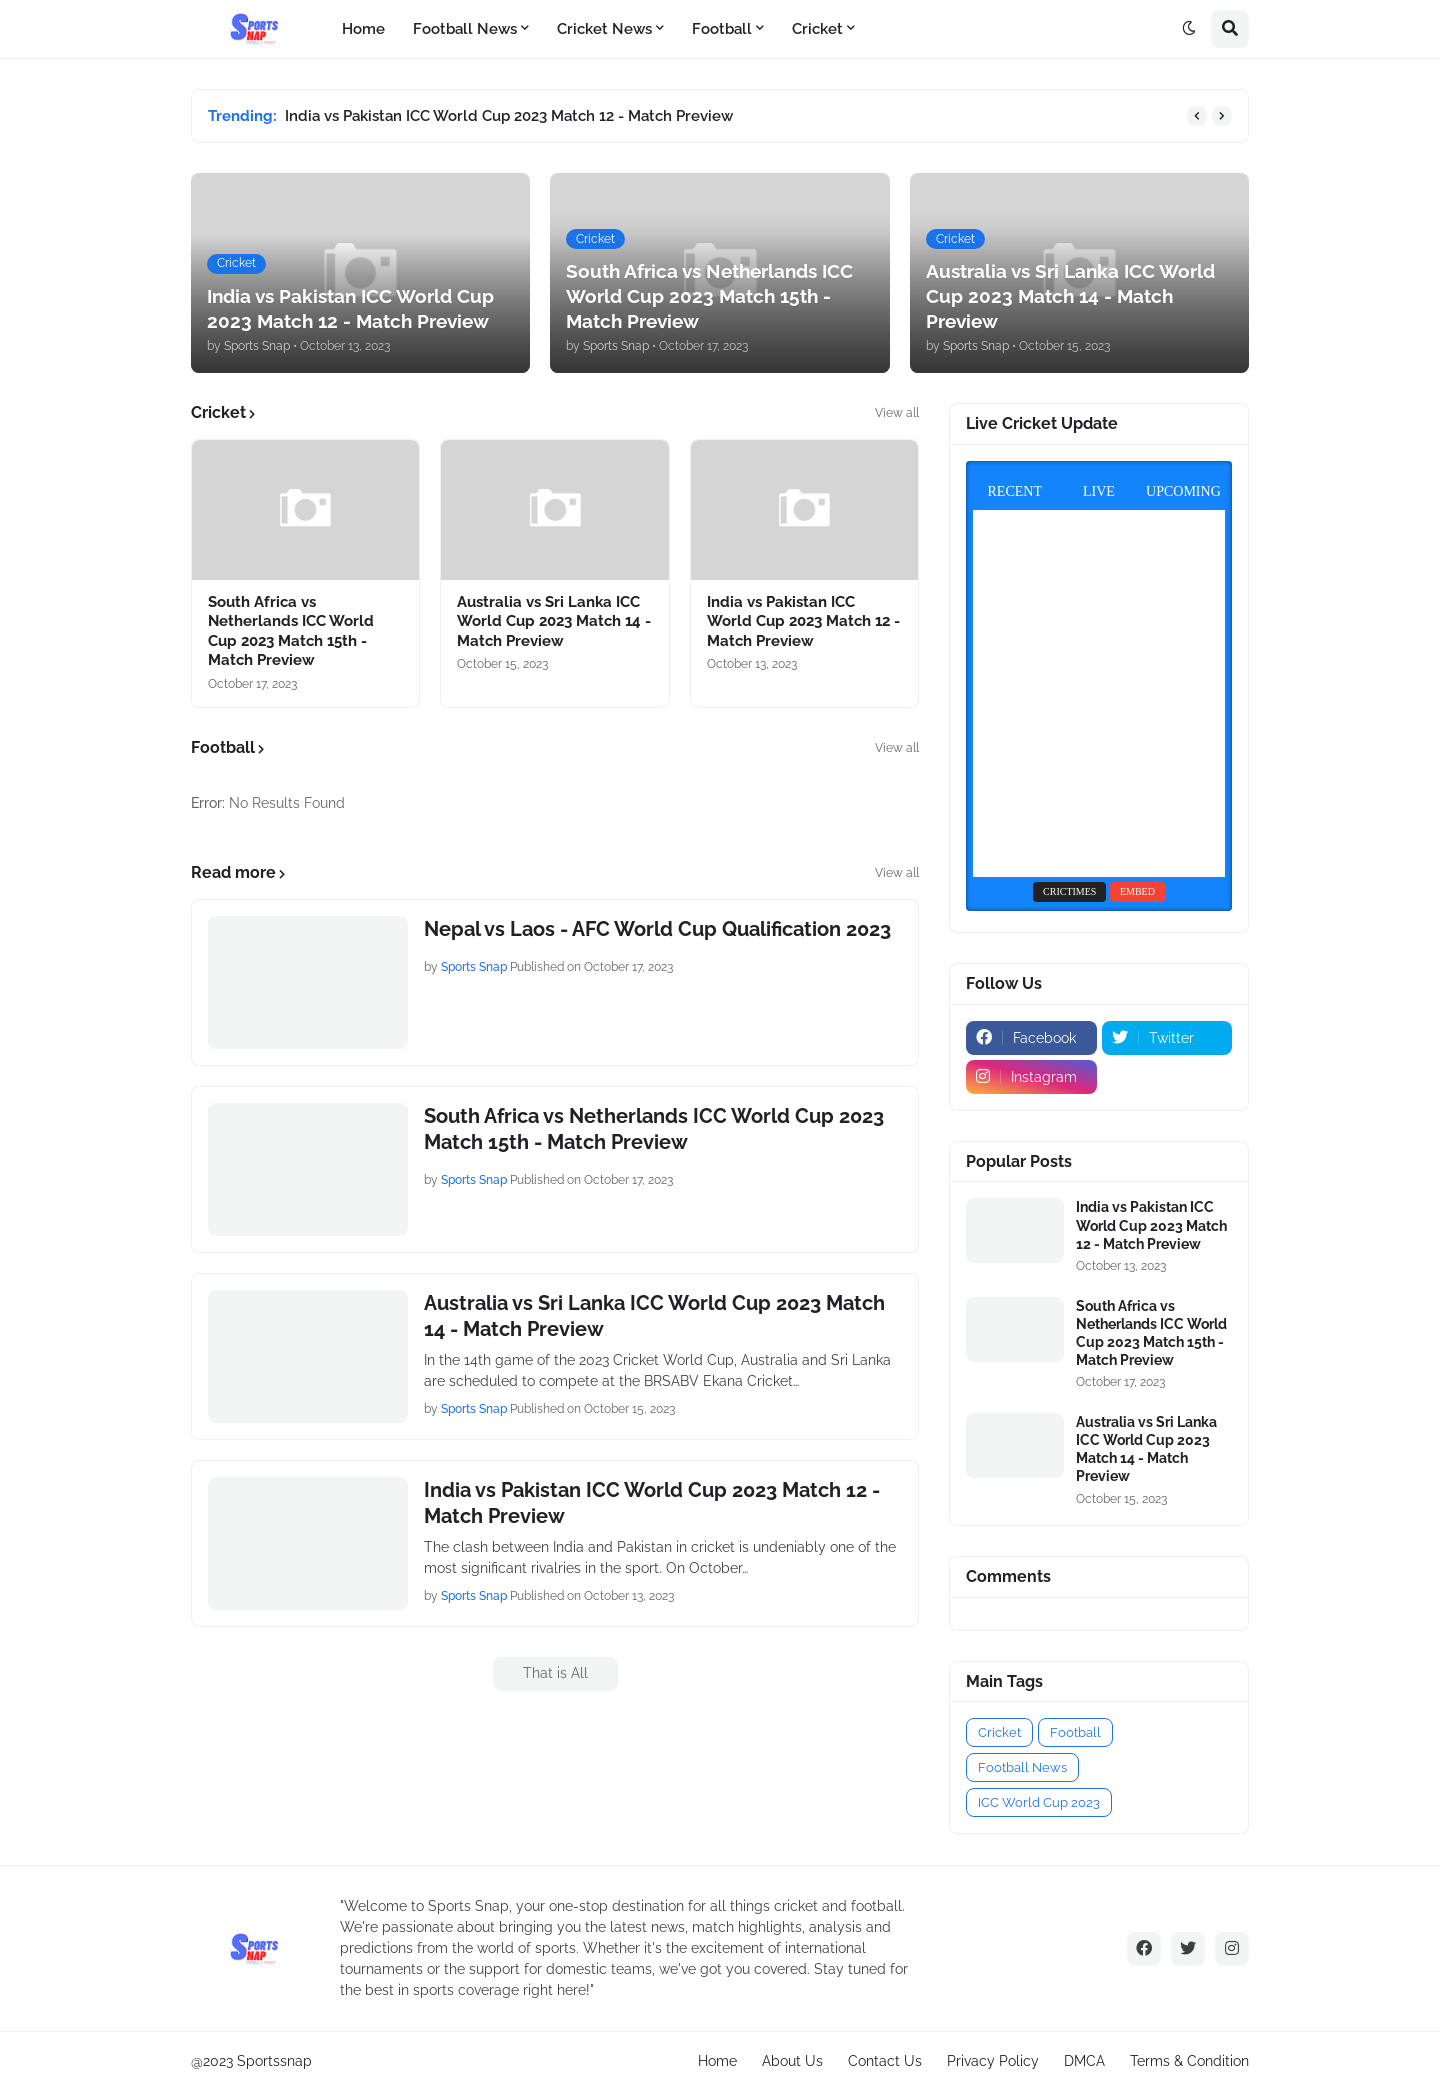 SPORTS SNAP
Home
Football News
Cricket News
Football
Cricket
Trending: India vs Pakistan ICC World Cup 2023 Match 12 - Match Preview
Cricket
India vs Pakistan ICC World Cup
2023 Match 12 - Match Preview
by Sports Snap • October 13, 2023
Cricket
South Africa vs Netherlands ICC
World Cup 2023 Match 15th -
Match Preview
by Sports Snap • October 17, 2023
Cricket
Australia vs Sri Lanka ICC World
Cup 2023 Match 14 - Match
Preview
by Sports Snap • October 15, 2023
Cricket
View all
South Africa vs
Netherlands ICC World
Cup 2023 Match 15th -
Match Preview
October 17, 2023
Australia vs Sri Lanka ICC
World Cup 2023 Match 14 -
Match Preview
October 15, 2023
India vs Pakistan ICC
World Cup 2023 Match 12 -
Match Preview
October 13, 2023
Football
View all
Error: No Results Found
Read more
View all
Nepal vs Laos - AFC World Cup Qualification 2023
by Sports Snap Published on October 17, 2023
South Africa vs Netherlands ICC World Cup 2023
Match 15th - Match Preview
by Sports Snap Published on October 17, 2023
Australia vs Sri Lanka ICC World Cup 2023 Match
14 - Match Preview
In the 14th game of the 2023 Cricket World Cup, Australia and Sri Lanka
are scheduled to compete at the BRSABV Ekana Cricket…
by Sports Snap Published on October 15, 2023
India vs Pakistan ICC World Cup 2023 Match 12 -
Match Preview
The clash between India and Pakistan in cricket is undeniably one of the
most significant rivalries in the sport. On October…
by Sports Snap Published on October 13, 2023
That is All
Live Cricket Update
RECENT
LIVE
UPCOMING
CRICTIMES
EMBED
Follow Us
Facebook
Twitter
Instagram
Popular Posts
India vs Pakistan ICC
World Cup 2023 Match
12 - Match Preview
October 13, 2023
South Africa vs
Netherlands ICC World
Cup 2023 Match 15th -
Match Preview
October 17, 2023
Australia vs Sri Lanka
ICC World Cup 2023
Match 14 - Match
Preview
October 15, 2023
Comments
Main Tags
Cricket
Football
Football News
ICC World Cup 2023
SPORTS SNAP
"Welcome to Sports Snap, your one-stop destination for all things cricket and football.
We're passionate about bringing you the latest news, match highlights, analysis and
predictions from the world of sports. Whether it's the excitement of international
tournaments or the support for domestic teams, we've got you covered. Stay tuned for
the best in sports coverage right here!"
@2023 Sportssnap
Home
About Us
Contact Us
Privacy Policy
DMCA
Terms & Condition